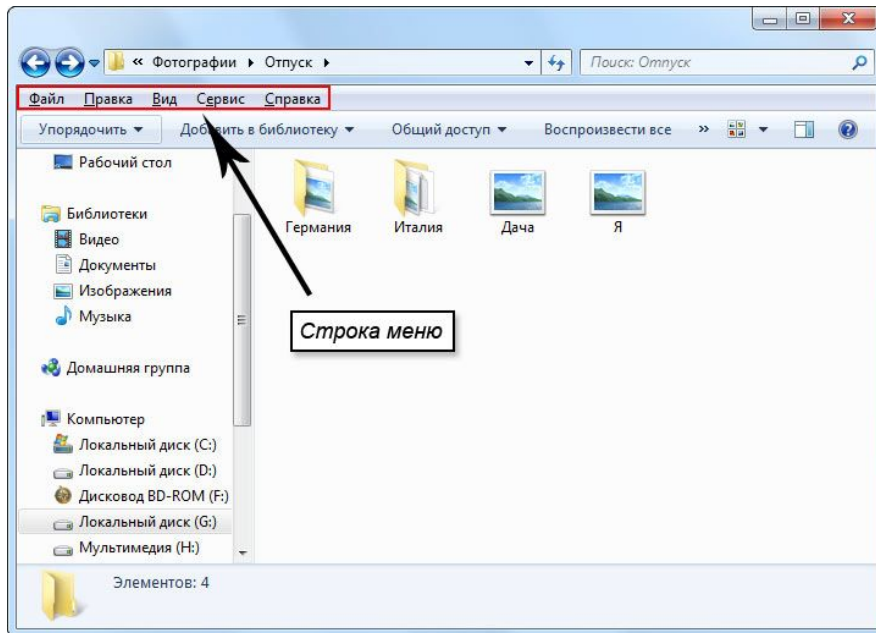 « Фотографии ▸ Отпуск ▸
Поиск: Отпуск
Файл Правка Вид Сервис Справка
Упорядочить Добавить в библиотеку Общий доступ Воспроизвести все »
Рабочий стол
Библиотеки
Видео
Документы
Изображения
Музыка
Домашняя группа
Компьютер
Локальный диск (C:)
Локальный диск (D:)
Дисковод BD-ROM (F:)
Локальный диск (G:)
Мультимедия (H:)
Германия Италия Дача Я
Строка меню
Элементов: 4